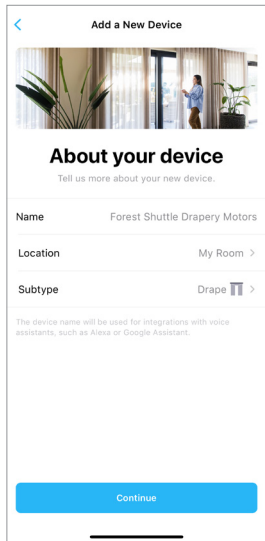 Add a New Device
About your device
Tell us more about your new device.
Name Forest Shuttle Drapery Motors
Location My Room
Subtype Drape
The device name will be used for integrations with voice
assistants, such as Alexa or Google Assistant.
Continue